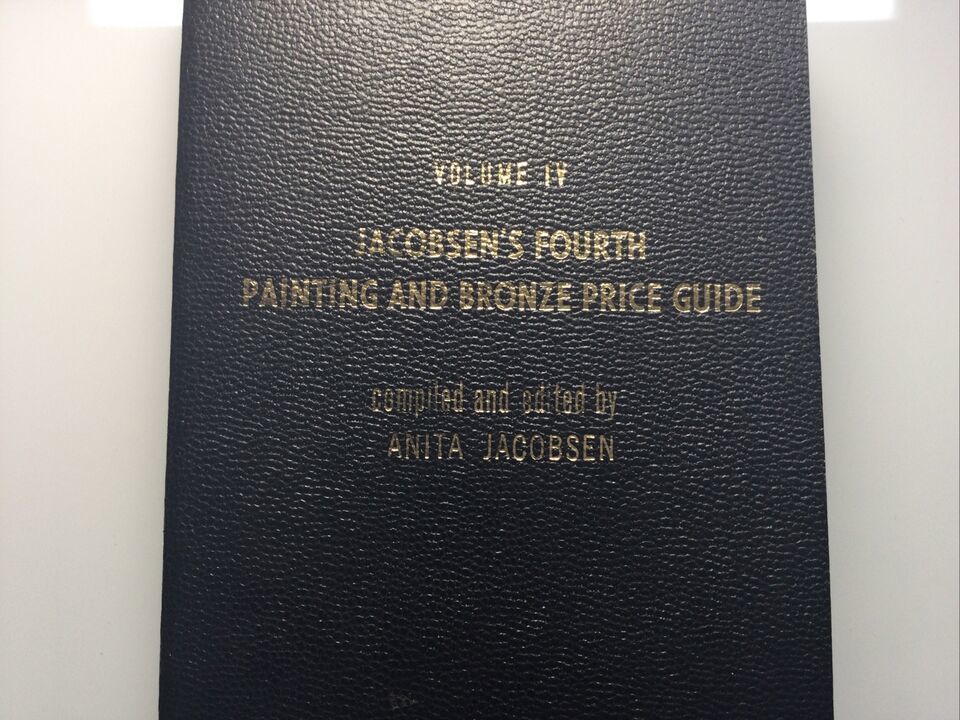 VOLUME IV
JACOBSEN'S FOURTH
PAINTING AND BRONZE PRICE GUIDE
compiled and edited by
ANITA JACOBSEN